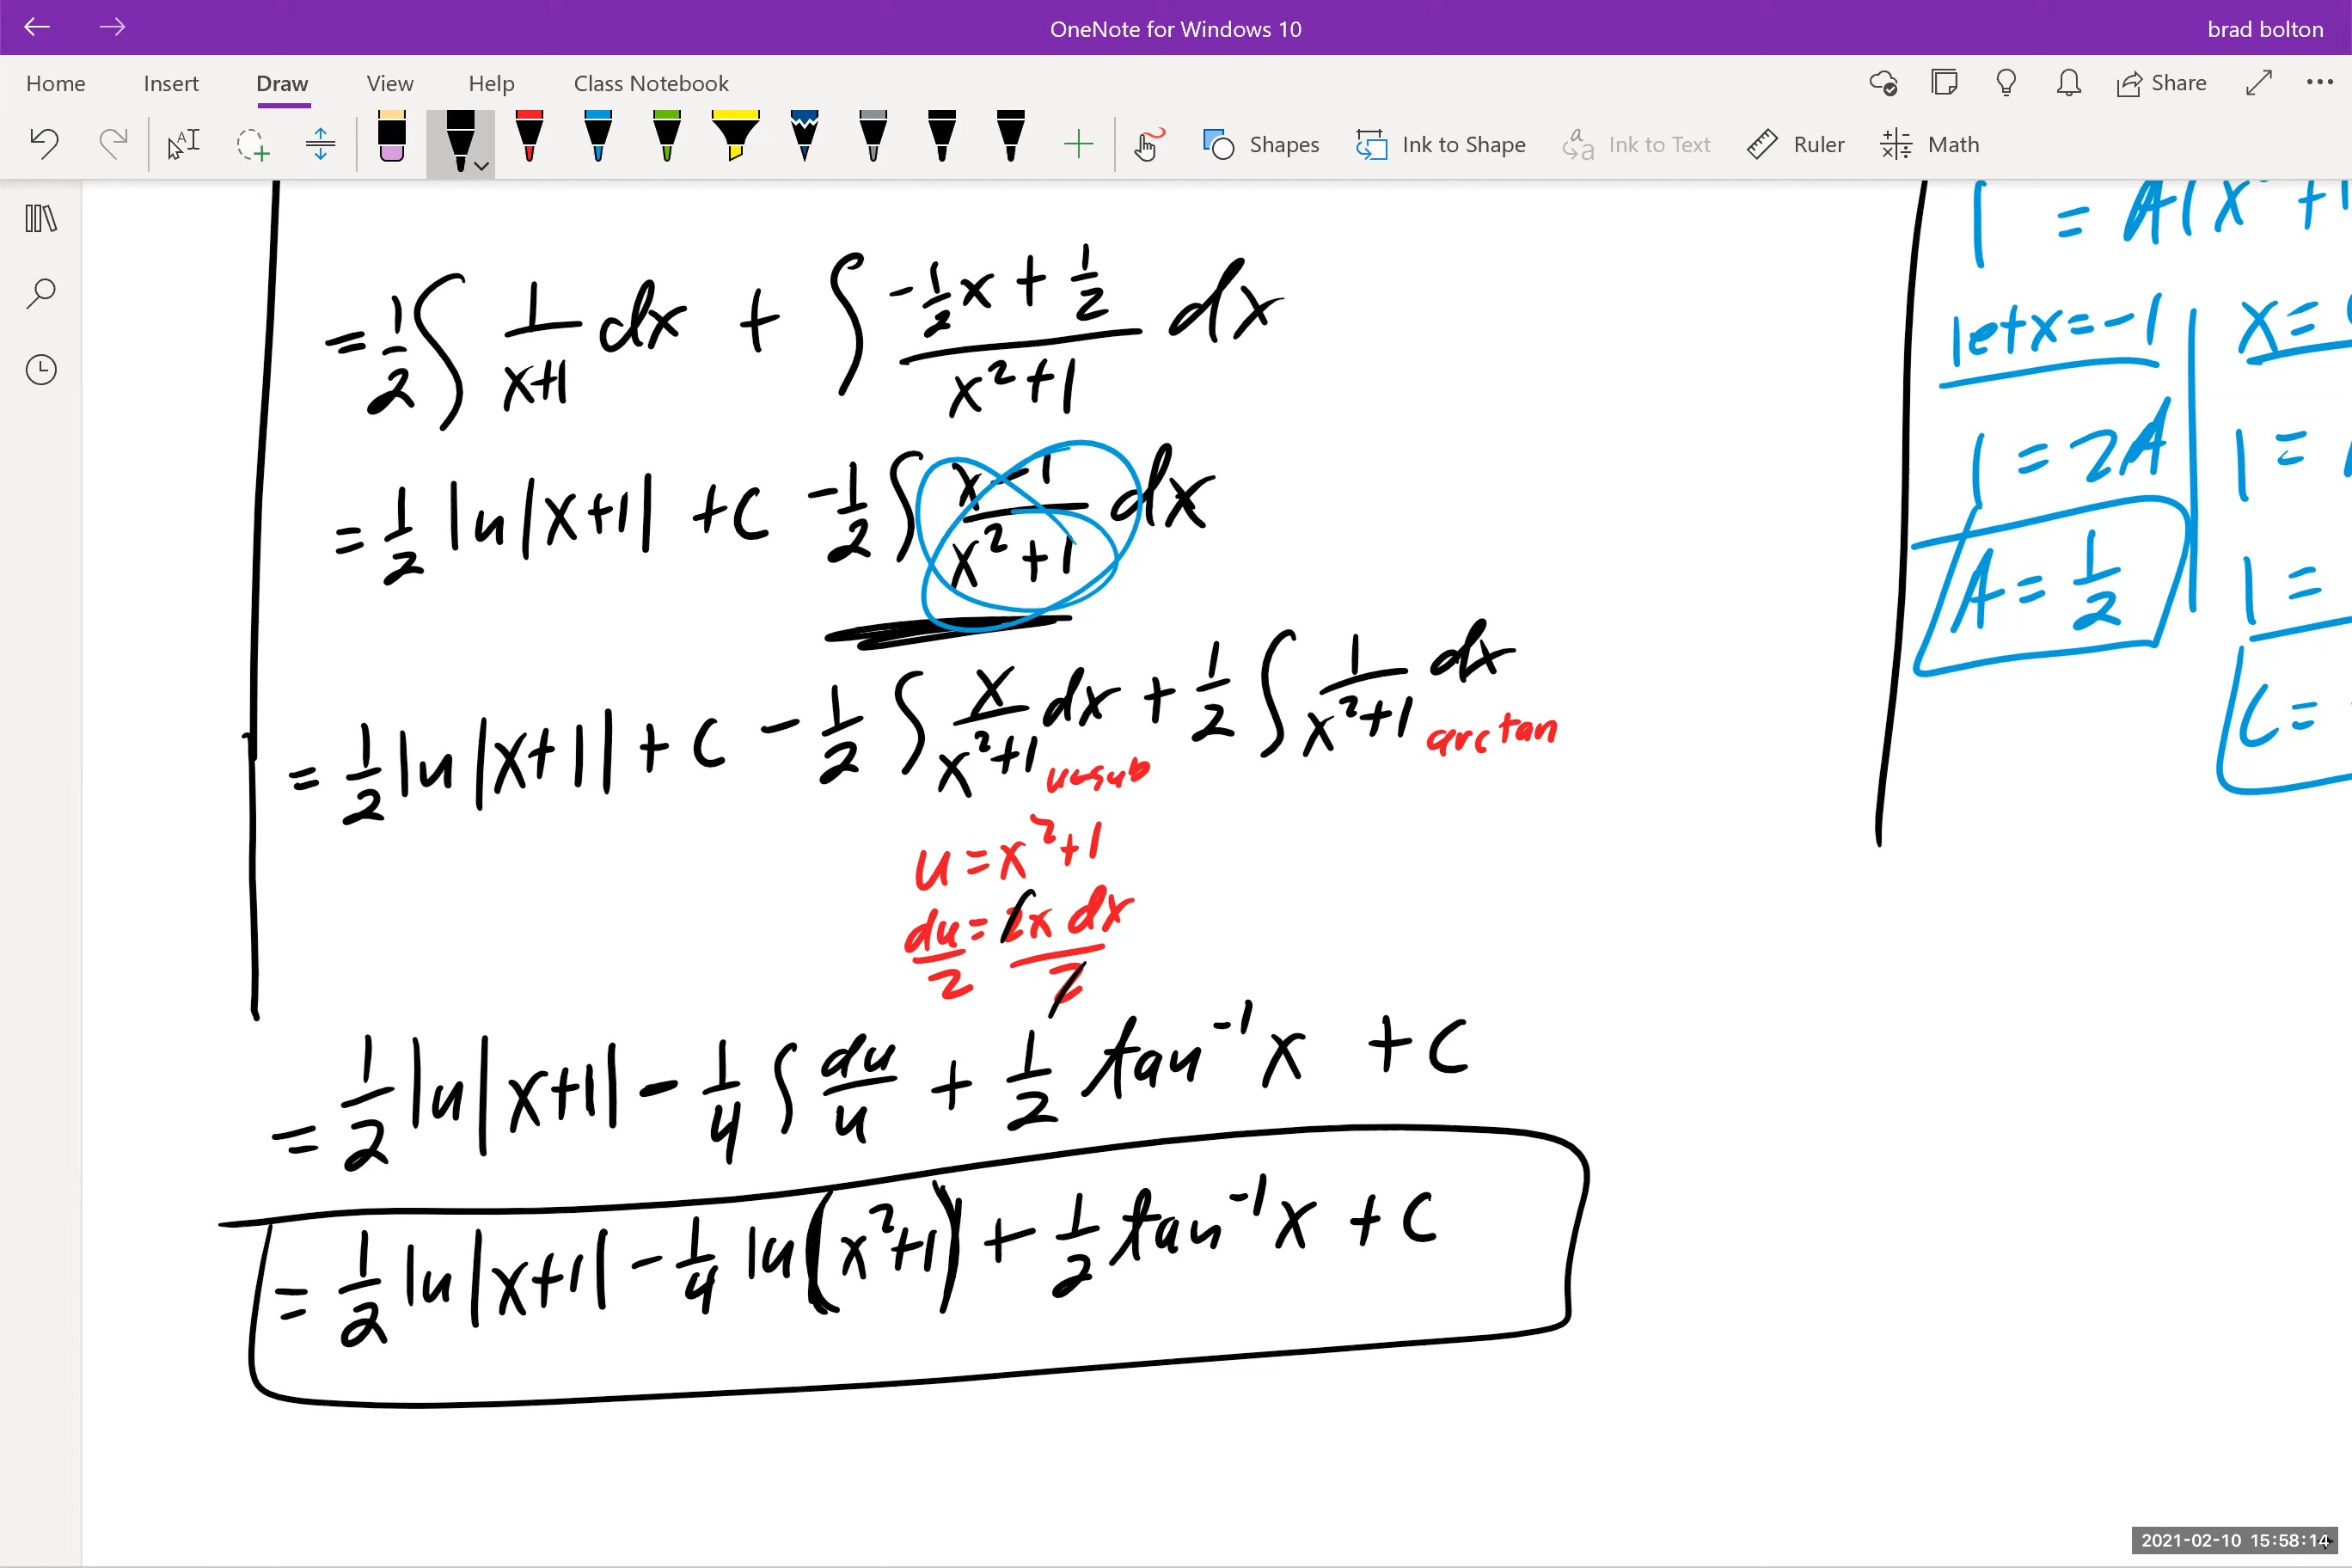 OneNote for Windows 10
brad bolton
Home Insert Draw View Help Class Notebook
Share
Shapes Ink to Shape Ink to Text Ruler Math
= 1/2 ∫ 1/(x+1) dx + ∫ (-1/2 x + 1/2)/(x²+1) dx
= 1/2 ln|x+1| + C - 1/2 ∫ (x-1)/(x²+1) dx
= 1/2 ln|x+1| + C - 1/2 ∫ x/(x²+1) dx + 1/2 ∫ 1/(x²+1) dx
u-sub
arctan
u = x²+1
du/2 = 2x dx/2
= 1/2 ln|x+1| - 1/4 ∫ du/u + 1/2 tan⁻¹x + C
= 1/2 ln|x+1| - 1/4 ln(x²+1) + 1/2 tan⁻¹x + C
1 = A(x²+1
let x=-1
1 = 2A
A = 1/2
x =
1 =
1 =
C =
2021-02-10 15:58:14